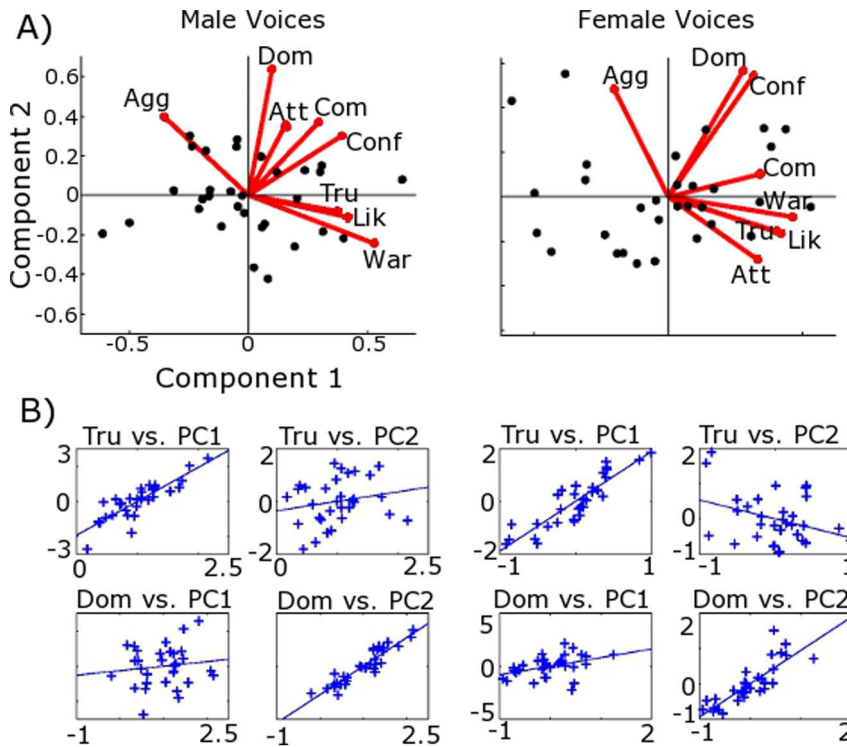 A)
Male Voices
Female Voices
Component 2
0.6
0.4
0.2
0
-0.2
-0.4
-0.6
Agg
Dom
Att
Com
Conf
Tru
Lik
War
-0.5
0
0.5
Component 1
Agg
Dom
Conf
Com
War
Tru
Lik
Att
B)
Tru vs. PC1
Tru vs. PC2
Tru vs. PC1
Tru vs. PC2
3
0
-3
0
2.5
2
0
-2
0
2.5
2
0
-2
-1
1
2
0
-1
-1
1
Dom vs. PC1
Dom vs. PC2
Dom vs. PC1
Dom vs. PC2
-1
2.5
-1
2.5
5
0
-5
-1
2
2
0
-1
-1
2